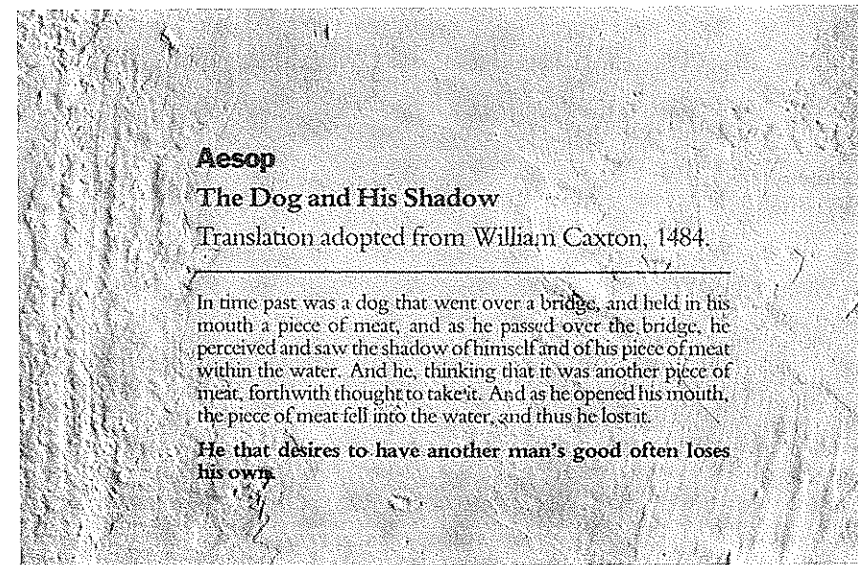 Aesop
The Dog and His Shadow
Translation adopted from William Caxton, 1484.
In time past was a dog that went over a bridge, and held in his
mouth a piece of meat, and as he passed over the bridge, he
perceived and saw the shadow of himself and of his piece of meat
within the water. And he, thinking that it was another piece of
meat, forthwith thought to take it. And as he opened his mouth,
the piece of meat fell into the water, and thus he lost it.
He that desires to have another man's good often loses
his own.